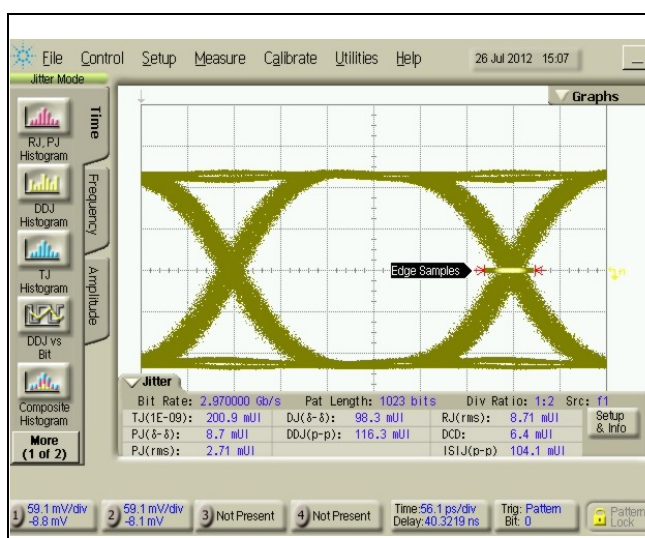 File Control Setup Measure Calibrate Utilities Help 26 Jul 2012 15:07
Jitter Mode
Graphs
Time
Frequency
Amplitude
RJ, PJ
Histogram
DDJ
Histogram
TJ
Histogram
DDJ vs
Bit
Composite
Histogram
More
(1 of 2)
Edge Samples
Jitter
Bit Rate: 2.970000 Gb/s Pat Length: 1023 bits Div Ratio: 1:2 Src: f1
TJ(1E-09): 200.9 mUI DJ(δ-δ): 98.3 mUI RJ(rms): 8.71 mUI
PJ(δ-δ): 8.7 mUI DDJ(p-p): 116.3 mUI DCD: 6.4 mUI
PJ(rms): 2.71 mUI ISIJ(p-p) 104.1 mUI
Setup
& Info
1 59.1 mV/div
-8.8 mV
2 59.1 mV/div
-8.1 mV
3 Not Present
4 Not Present
Time:56.1 ps/div
Delay:40.3219 ns
Trig: Pattern
Bit: 0
Pattern
Lock